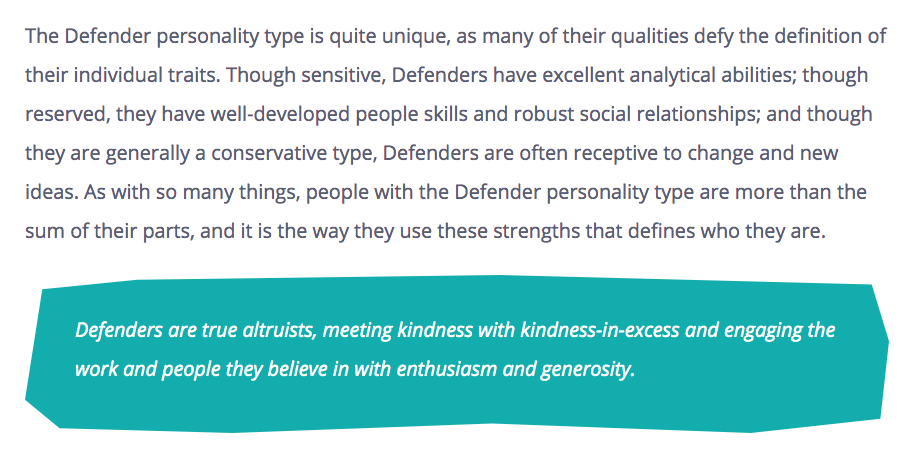 The Defender personality type is quite unique, as many of their qualities defy the definition of
their individual traits. Though sensitive, Defenders have excellent analytical abilities; though
reserved, they have well-developed people skills and robust social relationships; and though
they are generally a conservative type, Defenders are often receptive to change and new
ideas. As with so many things, people with the Defender personality type are more than the
sum of their parts, and it is the way they use these strengths that defines who they are.
Defenders are true altruists, meeting kindness with kindness-in-excess and engaging the
work and people they believe in with enthusiasm and generosity.